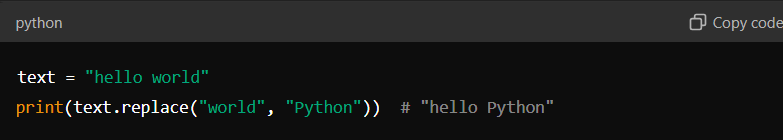 python Copy code
text = "hello world"
print(text.replace("world", "Python"))  # "hello Python"